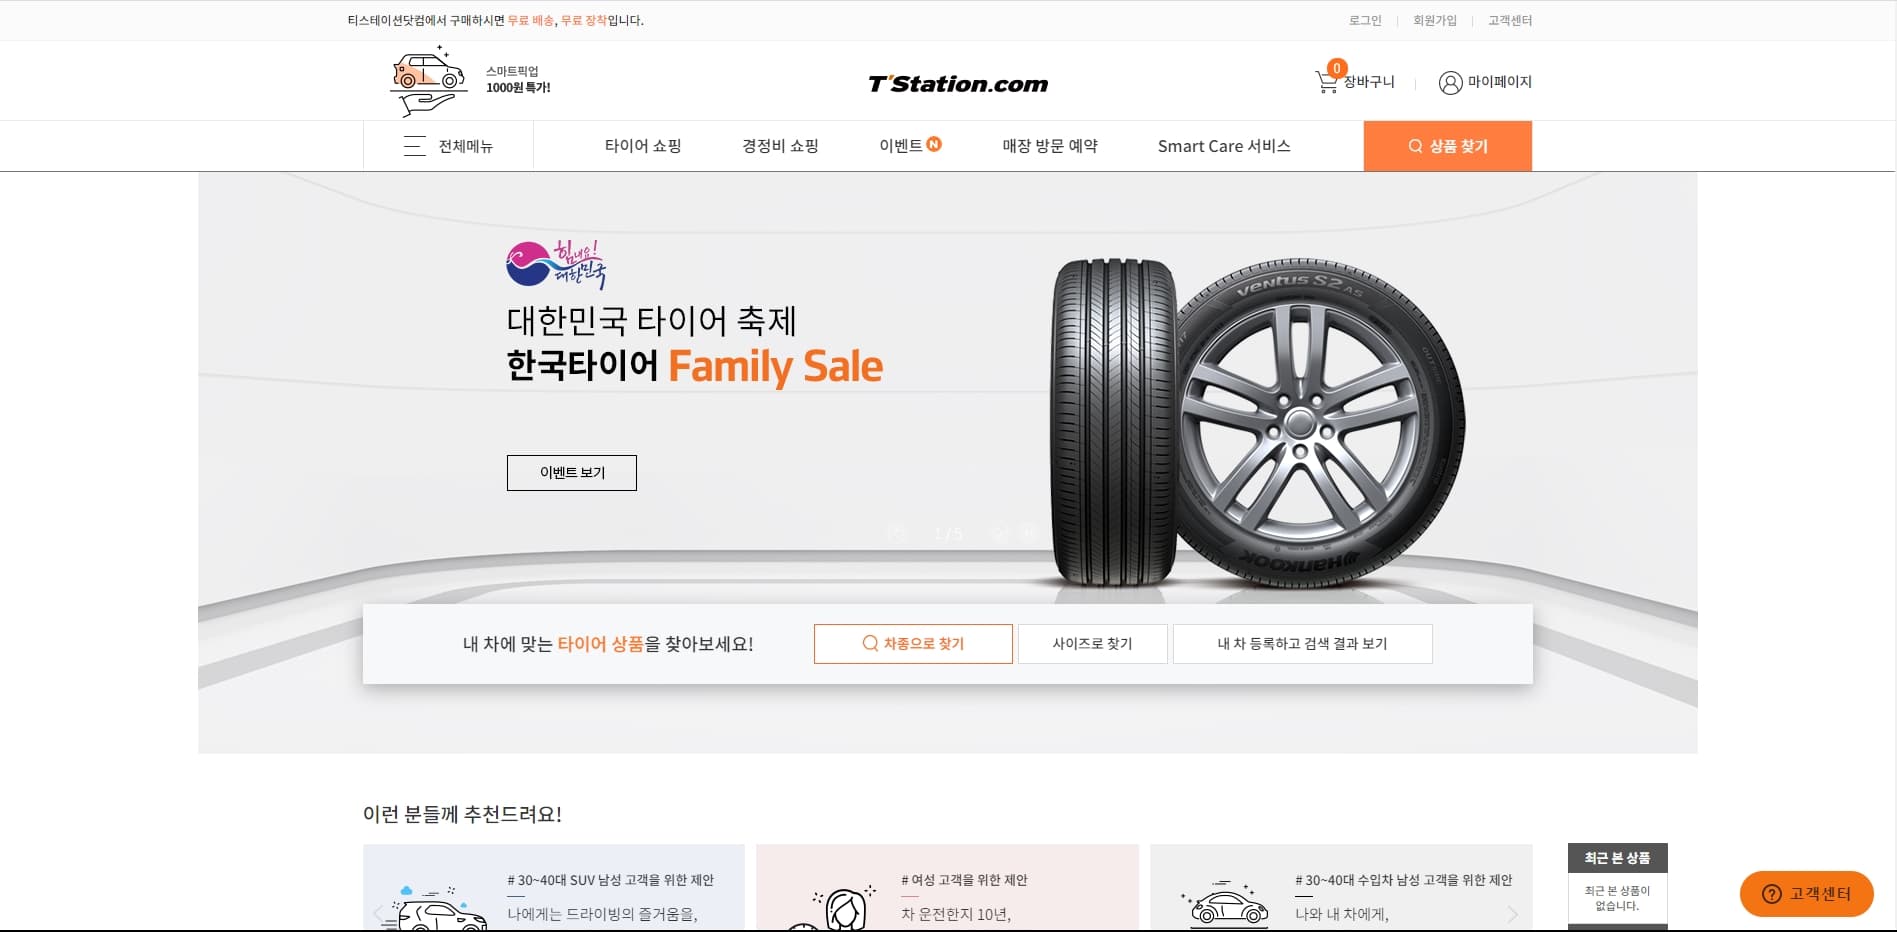 티스테이션닷컴에서 구매하시면 무료 배송, 무료 장착입니다.
로그인
회원가입
고객센터
스마트픽업
1000원 특가!
T'Station.com
0
장바구니
마이페이지
전체메뉴
타이어 쇼핑
경정비 쇼핑
이벤트 N
매장 방문 예약
Smart Care 서비스
상품 찾기
힘내요!
대한민국
대한민국 타이어 축제
한국타이어 Family Sale
이벤트 보기
ventus S2 AS
HANKOOK
1 / 5
내 차에 맞는 타이어 상품을 찾아보세요!
차종으로 찾기
사이즈로 찾기
내 차 등록하고 검색 결과 보기
이런 분들께 추천드려요!
# 30~40대 SUV 남성 고객을 위한 제안
나에게는 드라이빙의 즐거움을,
# 여성 고객을 위한 제안
차 운전한지 10년,
# 30~40대 수입차 남성 고객을 위한 제안
나와 내 차에게,
최근 본 상품
최근 본 상품이
없습니다.
고객센터